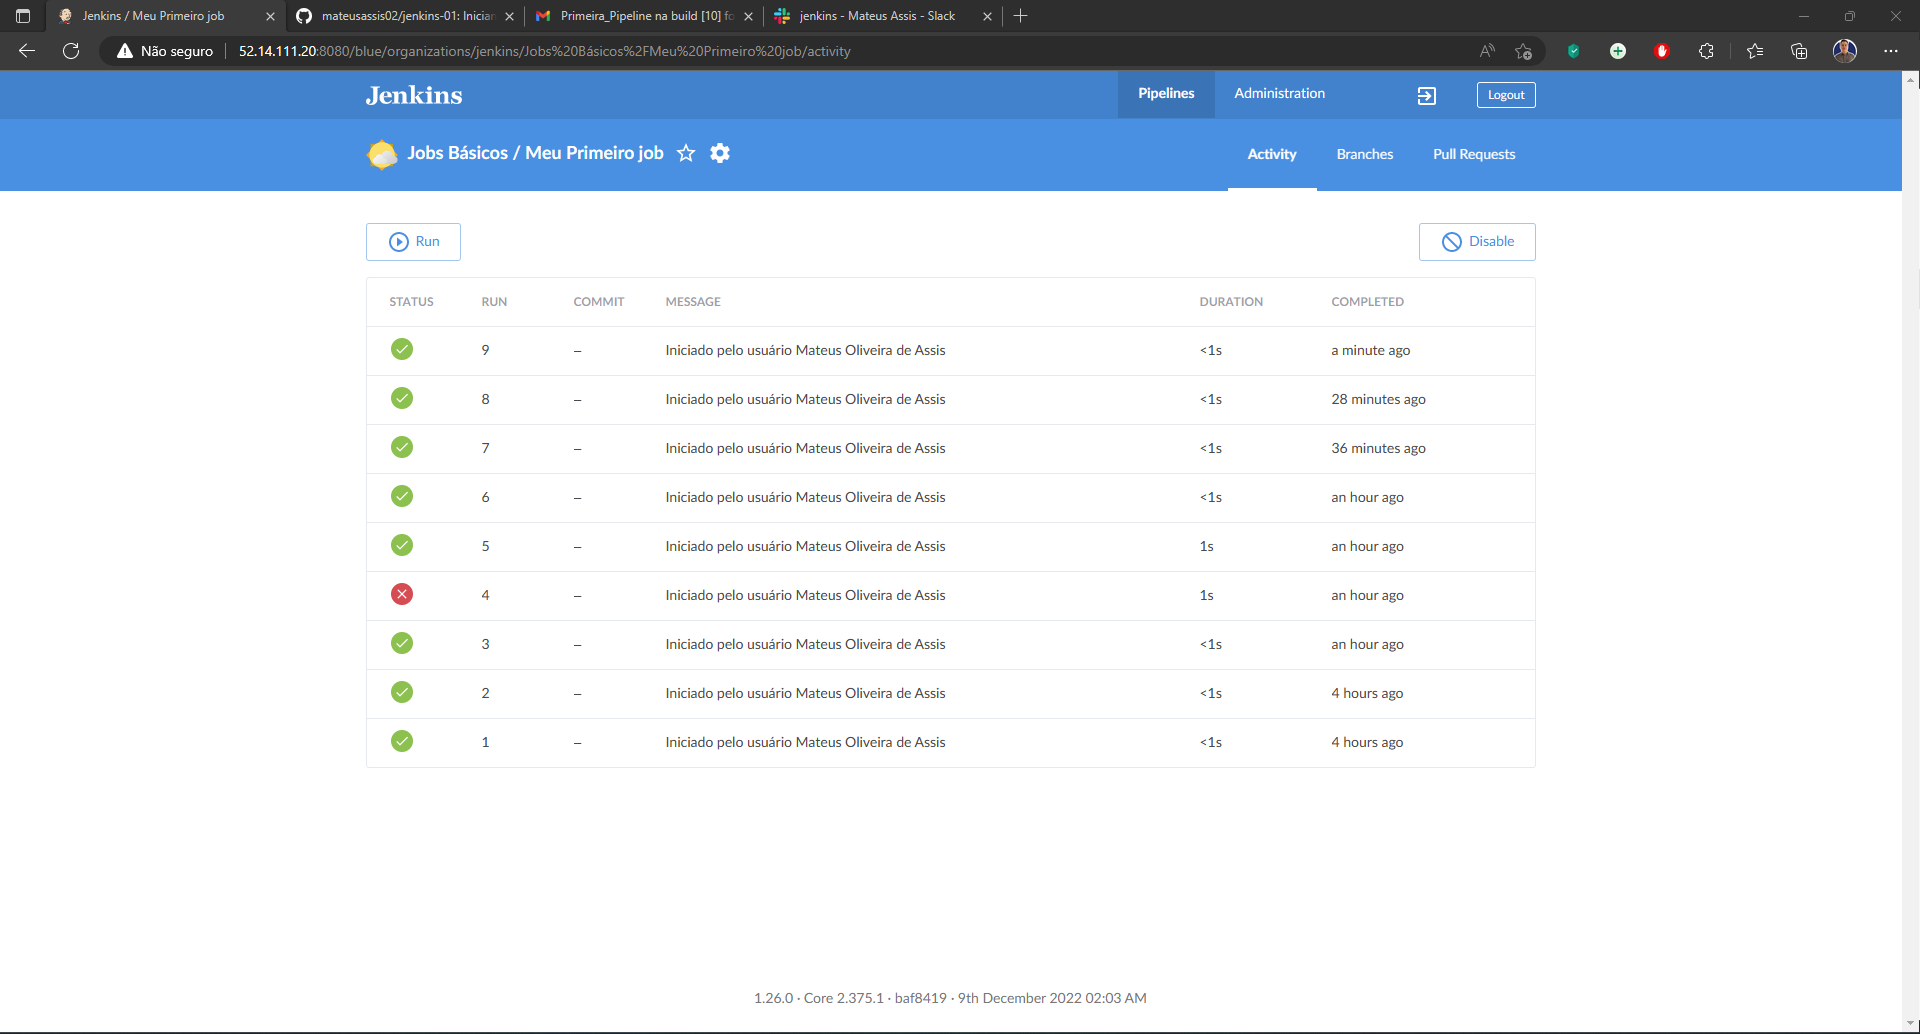 Jenkins / Meu Primeiro job
mateusassis02/jenkins-01: Inician
Primeira_Pipeline na build [10] fo
jenkins - Mateus Assis - Slack
Não seguro
52.14.111.20:8080/blue/organizations/jenkins/Jobs%20Básicos%2FMeu%20Primeiro%20job/activity
Jenkins
Pipelines
Administration
Logout
Jobs Básicos / Meu Primeiro job
Activity
Branches
Pull Requests
Run
Disable
STATUS RUN COMMIT MESSAGE DURATION COMPLETED
9 – Iniciado pelo usuário Mateus Oliveira de Assis <1s a minute ago
8 – Iniciado pelo usuário Mateus Oliveira de Assis <1s 28 minutes ago
7 – Iniciado pelo usuário Mateus Oliveira de Assis <1s 36 minutes ago
6 – Iniciado pelo usuário Mateus Oliveira de Assis <1s an hour ago
5 – Iniciado pelo usuário Mateus Oliveira de Assis 1s an hour ago
4 – Iniciado pelo usuário Mateus Oliveira de Assis 1s an hour ago
3 – Iniciado pelo usuário Mateus Oliveira de Assis <1s an hour ago
2 – Iniciado pelo usuário Mateus Oliveira de Assis <1s 4 hours ago
1 – Iniciado pelo usuário Mateus Oliveira de Assis <1s 4 hours ago
1.26.0 · Core 2.375.1 · baf8419 · 9th December 2022 02:03 AM